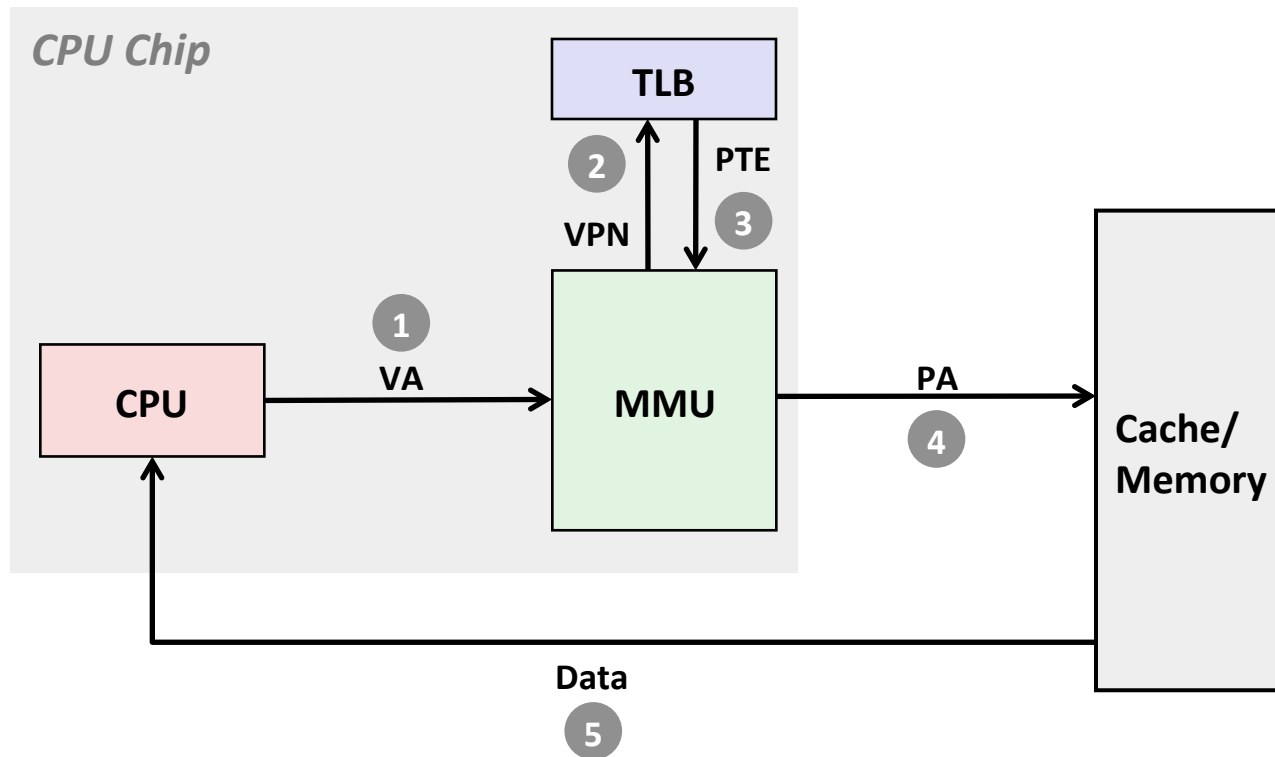 CPU Chip
TLB
2
PTE
VPN
3
1
VA
CPU
MMU
PA
4
Cache/
Memory
Data
5